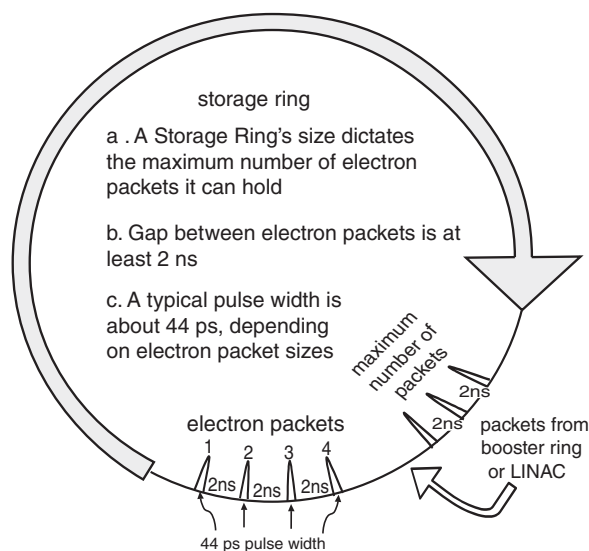 storage ring
a . A Storage Ring's size dictates
the maximum number of electron
packets it can hold
b. Gap between electron packets is at
least 2 ns
c. A typical pulse width is
about 44 ps, depending
on electron packet sizes
maximum
number of
packets
2ns
2ns
packets from
booster ring
or LINAC
electron packets
1 2 3 4
2ns 2ns 2ns
44 ps pulse width